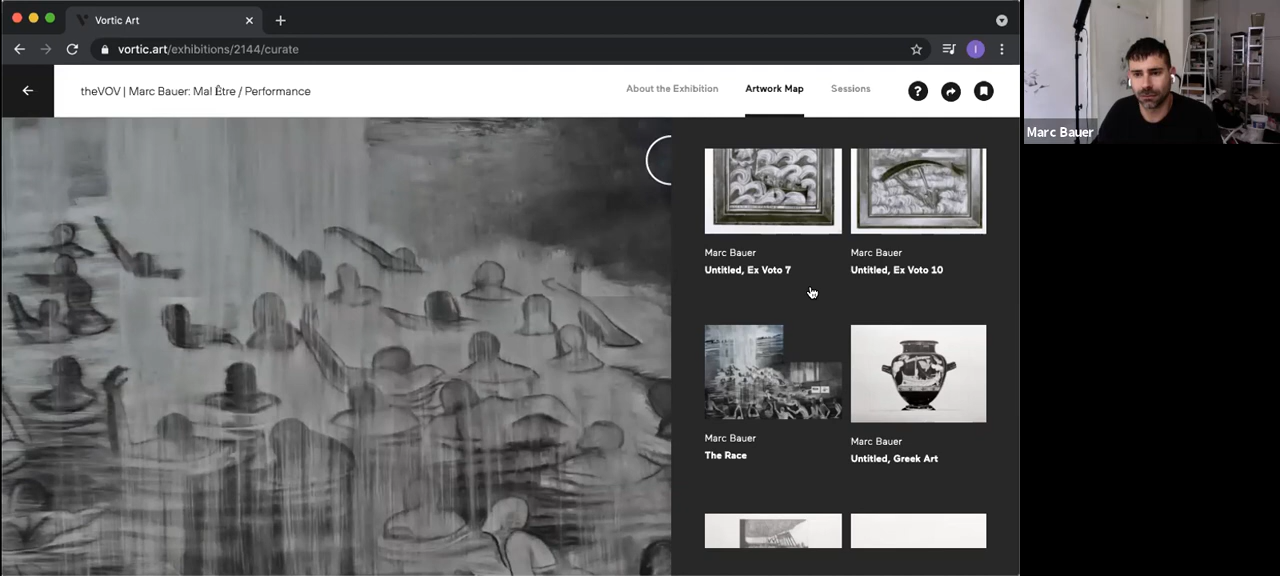 Vortic Art
vortic.art/exhibitions/2144/curate
I
theVOV | Marc Bauer: Mal Être / Performance
About the Exhibition
Artwork Map
Sessions
?
Marc Bauer
Untitled, Ex Voto 7
Marc Bauer
Untitled, Ex Voto 10
Marc Bauer
The Race
Marc Bauer
Untitled, Greek Art
Marc Bauer